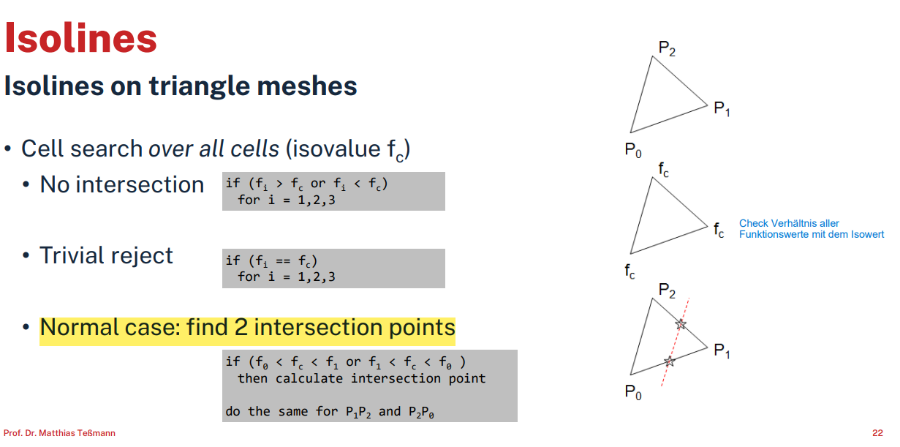 Isolines
Isolines on triangle meshes
• Cell search over all cells (isovalue f_c)
• No intersection
if (f_i > f_c or f_i < f_c)
for i = 1,2,3
• Trivial reject
if (f_i == f_c)
for i = 1,2,3
• Normal case: find 2 intersection points
if (f_0 < f_c < f_1 or f_1 < f_c < f_0 )
then calculate intersection point
do the same for P_1P_2 and P_2P_0
P_2
P_1
P_0
f_c
f_c
f_c
Check Verhältnis aller
Funktionswerte mit dem Isowert
P_2
P_1
P_0
Prof. Dr. Matthias Teßmann
22